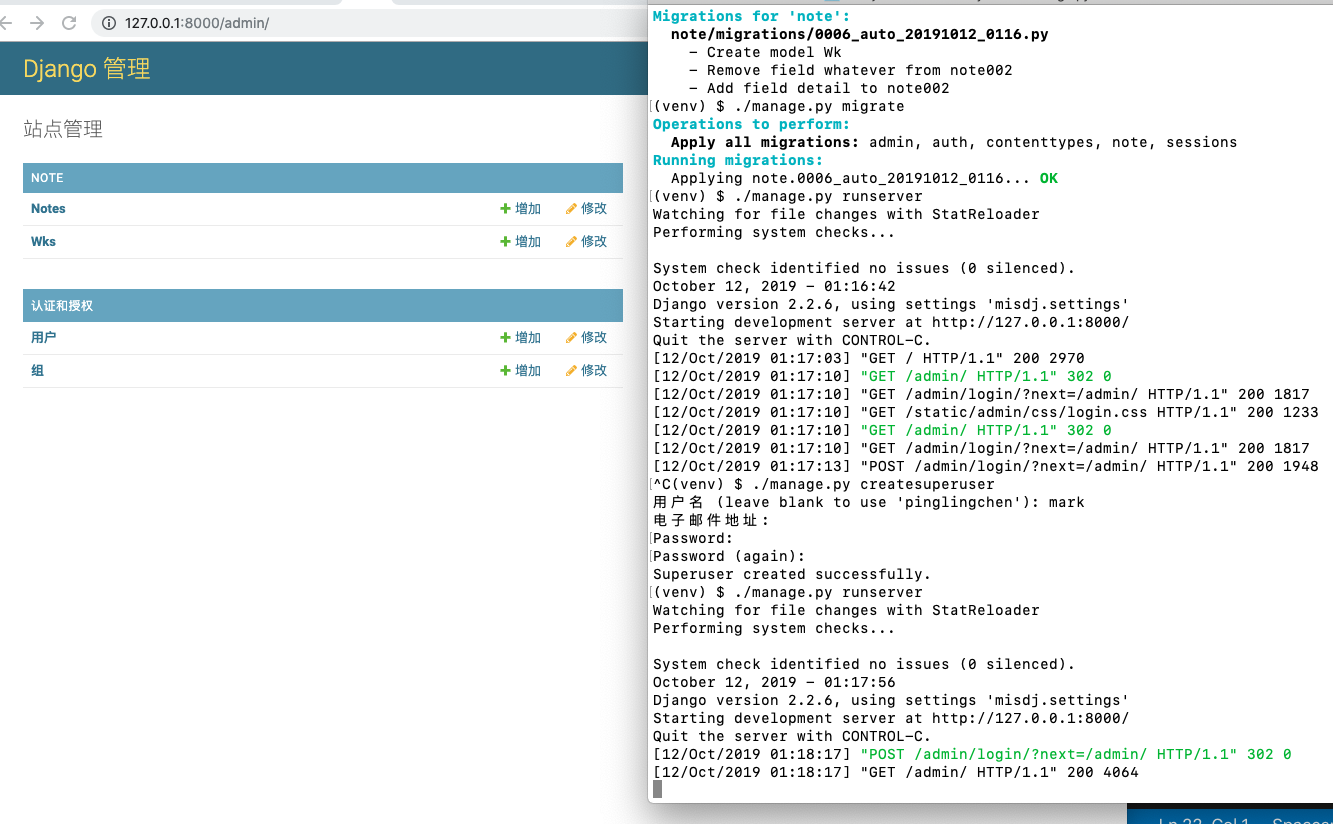 127.0.0.1:8000/admin/
Django 管理
站点管理
NOTE
Notes 增加 修改
Wks 增加 修改
认证和授权
用户 增加 修改
组 增加 修改
Migrations for 'note':
note/migrations/0006_auto_20191012_0116.py
- Create model Wk
- Remove field whatever from note002
- Add field detail to note002
(venv) $ ./manage.py migrate
Operations to perform:
Apply all migrations: admin, auth, contenttypes, note, sessions
Running migrations:
Applying note.0006_auto_20191012_0116... OK
(venv) $ ./manage.py runserver
Watching for file changes with StatReloader
Performing system checks...
System check identified no issues (0 silenced).
October 12, 2019 - 01:16:42
Django version 2.2.6, using settings 'misdj.settings'
Starting development server at http://127.0.0.1:8000/
Quit the server with CONTROL-C.
[12/Oct/2019 01:17:03] "GET / HTTP/1.1" 200 2970
[12/Oct/2019 01:17:10] "GET /admin/ HTTP/1.1" 302 0
[12/Oct/2019 01:17:10] "GET /admin/login/?next=/admin/ HTTP/1.1" 200 1817
[12/Oct/2019 01:17:10] "GET /static/admin/css/login.css HTTP/1.1" 200 1233
[12/Oct/2019 01:17:10] "GET /admin/ HTTP/1.1" 302 0
[12/Oct/2019 01:17:10] "GET /admin/login/?next=/admin/ HTTP/1.1" 200 1817
[12/Oct/2019 01:17:13] "POST /admin/login/?next=/admin/ HTTP/1.1" 200 1948
^C(venv) $ ./manage.py createsuperuser
用户名 (leave blank to use 'pinglingchen'): mark
电子邮件地址:
Password:
Password (again):
Superuser created successfully.
(venv) $ ./manage.py runserver
Watching for file changes with StatReloader
Performing system checks...
System check identified no issues (0 silenced).
October 12, 2019 - 01:17:56
Django version 2.2.6, using settings 'misdj.settings'
Starting development server at http://127.0.0.1:8000/
Quit the server with CONTROL-C.
[12/Oct/2019 01:18:17] "POST /admin/login/?next=/admin/ HTTP/1.1" 302 0
[12/Oct/2019 01:18:17] "GET /admin/ HTTP/1.1" 200 4064